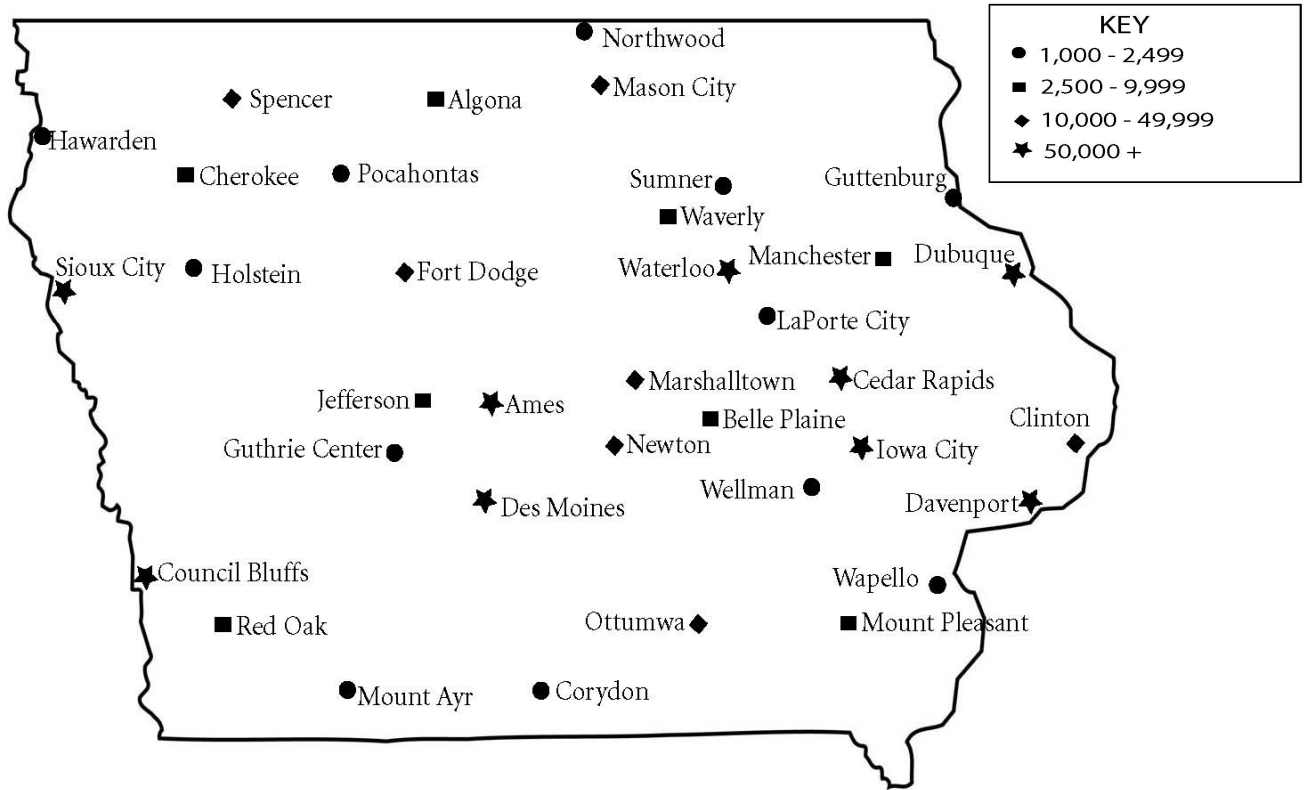 KEY
1,000 - 2,499
2,500 - 9,999
10,000 - 49,999
50,000 +
Northwood
Mason City
Spencer
Algona
Hawarden
Cherokee
Pocahontas
Sumner
Guttenburg
Waverly
Sioux City
Holstein
Fort Dodge
Waterloo
Manchester
Dubuque
LaPorte City
Jefferson
Ames
Marshalltown
Cedar Rapids
Belle Plaine
Clinton
Guthrie Center
Newton
Iowa City
Wellman
Des Moines
Davenport
Council Bluffs
Wapello
Red Oak
Ottumwa
Mount Pleasant
Mount Ayr
Corydon